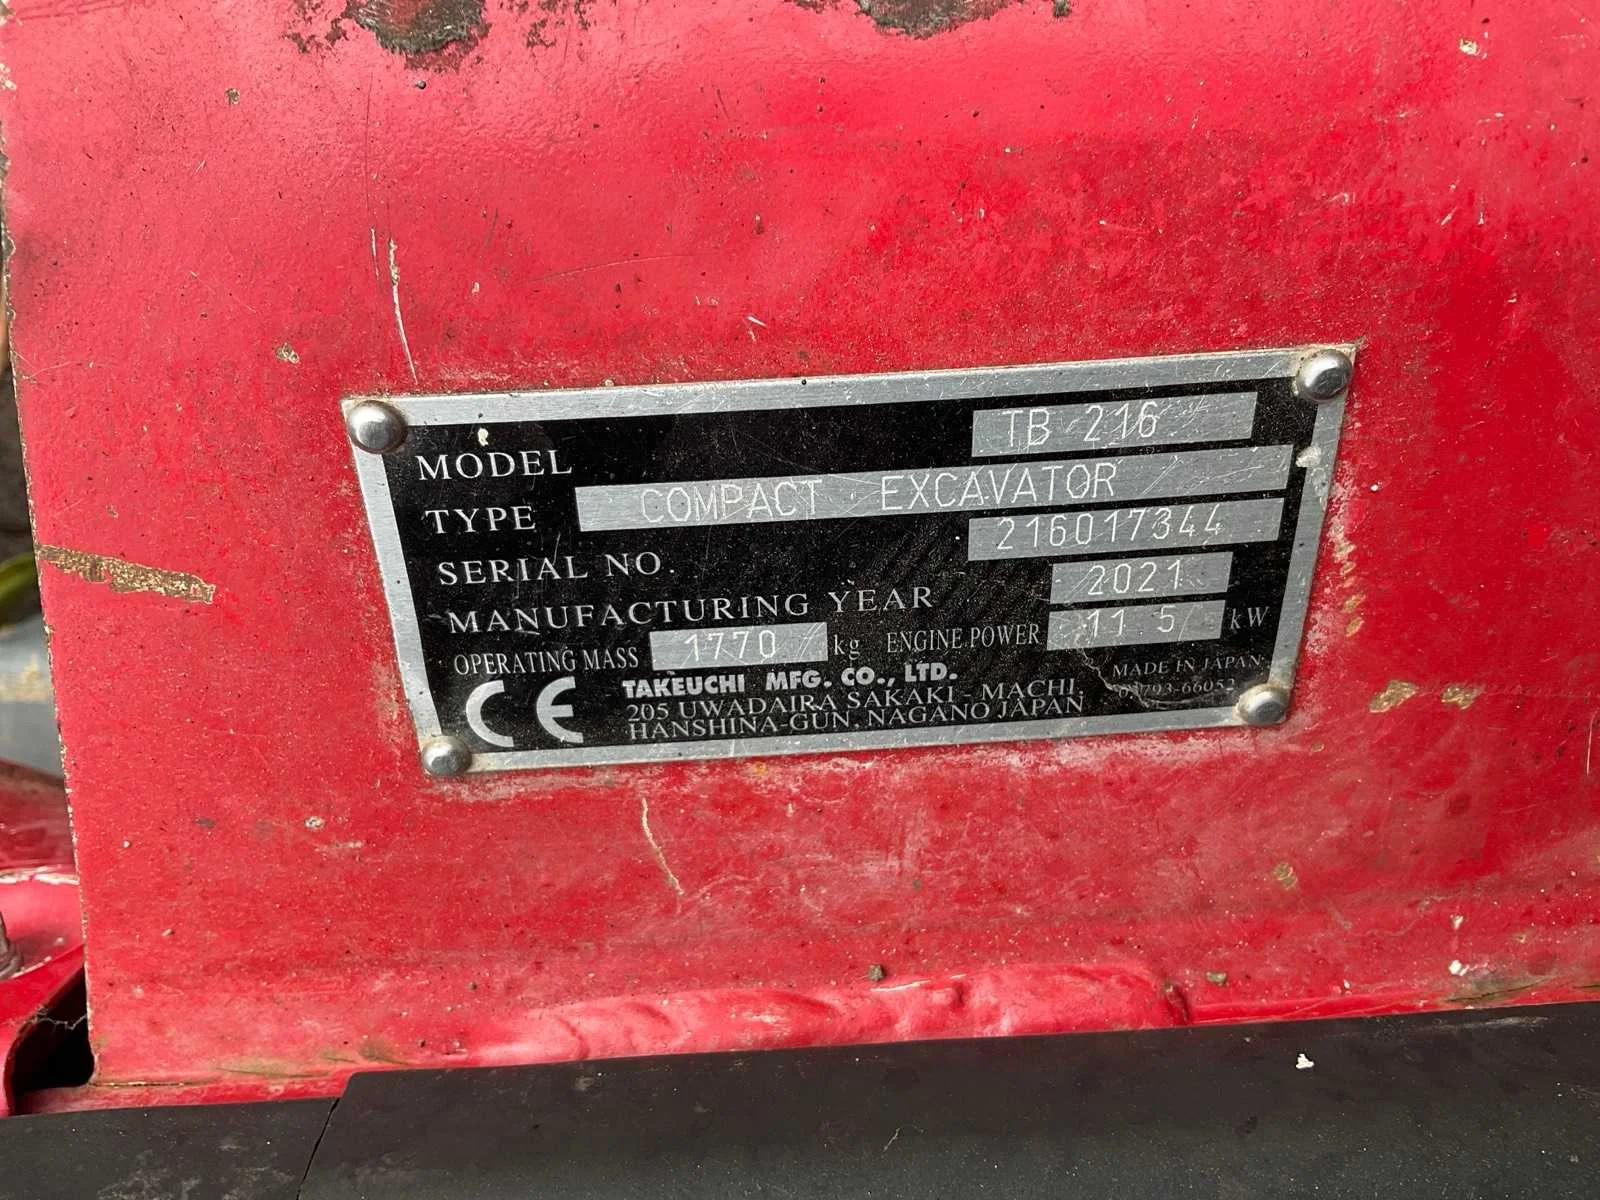 MODEL TB 216
TYPE COMPACT EXCAVATOR
SERIAL NO. 216017344
MANUFACTURING YEAR 2021
OPERATING MASS 1770 kg ENGINE POWER 11.5 kW
CE TAKEUCHI MFG. CO., LTD. MADE IN JAPAN
205 UWADAIRA SAKAKI - MACHI,
HANSHINA-GUN, NAGANO JAPAN